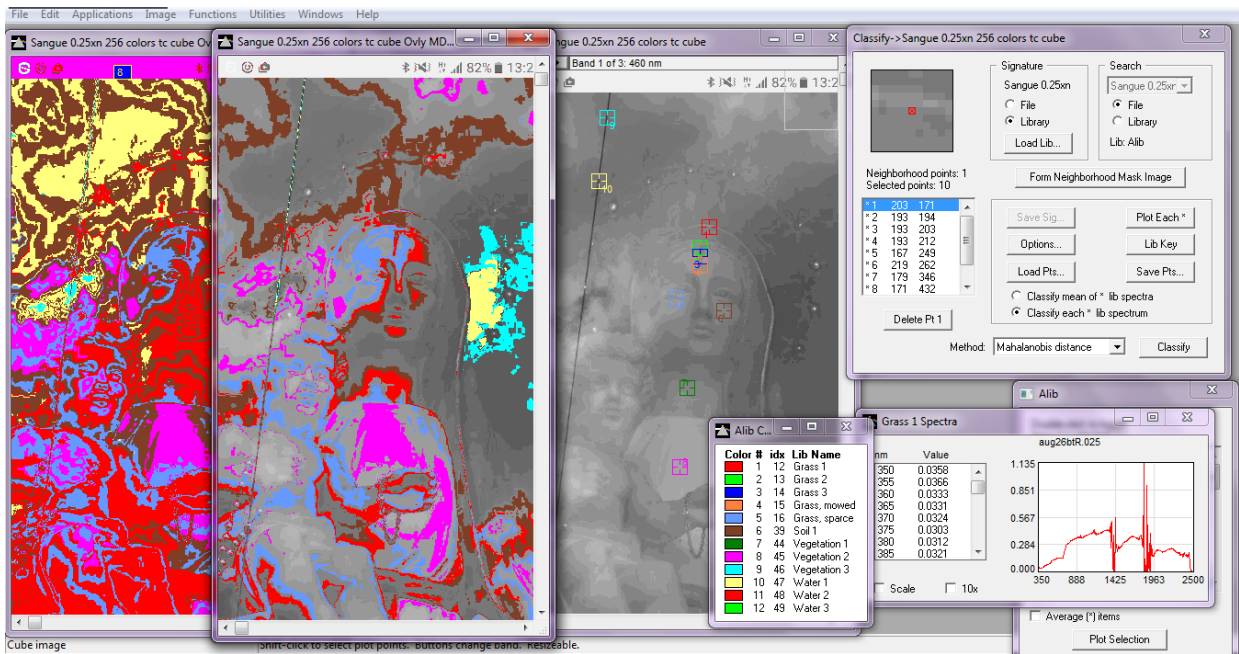 File Edit Applications Image Functions Utilities Windows Help
Sangue 0.25xn 256 colors tc cube Ovly
8
Sangue 0.25xn 256 colors tc cube Ovly MD...
82% 13:2
ngue 0.25xn 256 colors tc cube
Band 1 of 3: 460 nm
82% 13:2
9
10
Classify->Sangue 0.25xn 256 colors tc cube
Signature
Sangue 0.25xn
File
Library
Load Lib...
Search
Sangue 0.25xr
File
Library
Lib: Alib
Neighborhood points: 1
Selected points: 10
Form Neighborhood Mask Image
* 1 203 171
* 2 193 194
* 3 193 203
* 4 193 212
* 5 167 249
* 6 219 262
* 7 179 346
* 8 171 432
Delete Pt 1
Save Sig...
Plot Each *
Options...
Lib Key
Load Pts...
Save Pts...
Classify mean of * lib spectra
Classify each * lib spectrum
Method: Mahalanobis distance
Classify
Alib C...
Color # idx Lib Name
1 12 Grass 1
2 13 Grass 2
3 14 Grass 3
4 15 Grass, mowed
5 16 Grass, sparce
6 39 Soil 1
7 44 Vegetation 1
8 45 Vegetation 2
9 46 Vegetation 3
10 47 Water 1
11 48 Water 2
12 49 Water 3
Alib
Grass 1 Spectra
nm Value
350 0.0358
355 0.0366
360 0.0333
365 0.0331
370 0.0324
375 0.0303
380 0.0312
385 0.0321
Scale
10x
aug26btR.025
1.135
0.851
0.567
0.284
0.000
350 888 1425 1963 2500
Average (*) items
Plot Selection
Cube image
Shift-click to select plot points. Buttons change band. Resizeable.